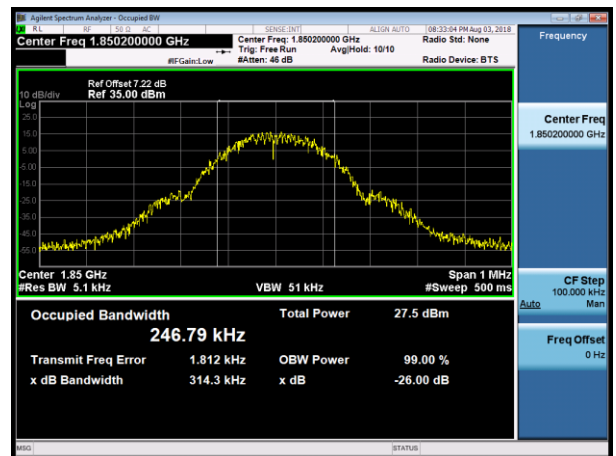 Agilent Spectrum Analyzer - Occupied BW
RL RF 50 Ω AC SENSE:INT ALIGN AUTO 08:33:04 PM Aug 03, 2018
Center Freq 1.850200000 GHz Center Freq: 1.850200000 GHz Radio Std: None Frequency
Trig: Free Run Avg|Hold: 10/10
#IFGain:Low #Atten: 46 dB Radio Device: BTS
Ref Offset 7.22 dB
10 dB/div Ref 35.00 dBm
Log
25.0
15.0
5.00
-5.00
-15.0
-25.0
-35.0
-45.0
-55.0
Center Freq
1.850200000 GHz
Center 1.85 GHz Span 1 MHz
#Res BW 5.1 kHz VBW 51 kHz #Sweep 500 ms
CF Step
100.000 kHz
Auto Man
Occupied Bandwidth Total Power 27.5 dBm
246.79 kHz
Freq Offset
0 Hz
Transmit Freq Error 1.812 kHz OBW Power 99.00 %
x dB Bandwidth 314.3 kHz x dB -26.00 dB
MSG STATUS